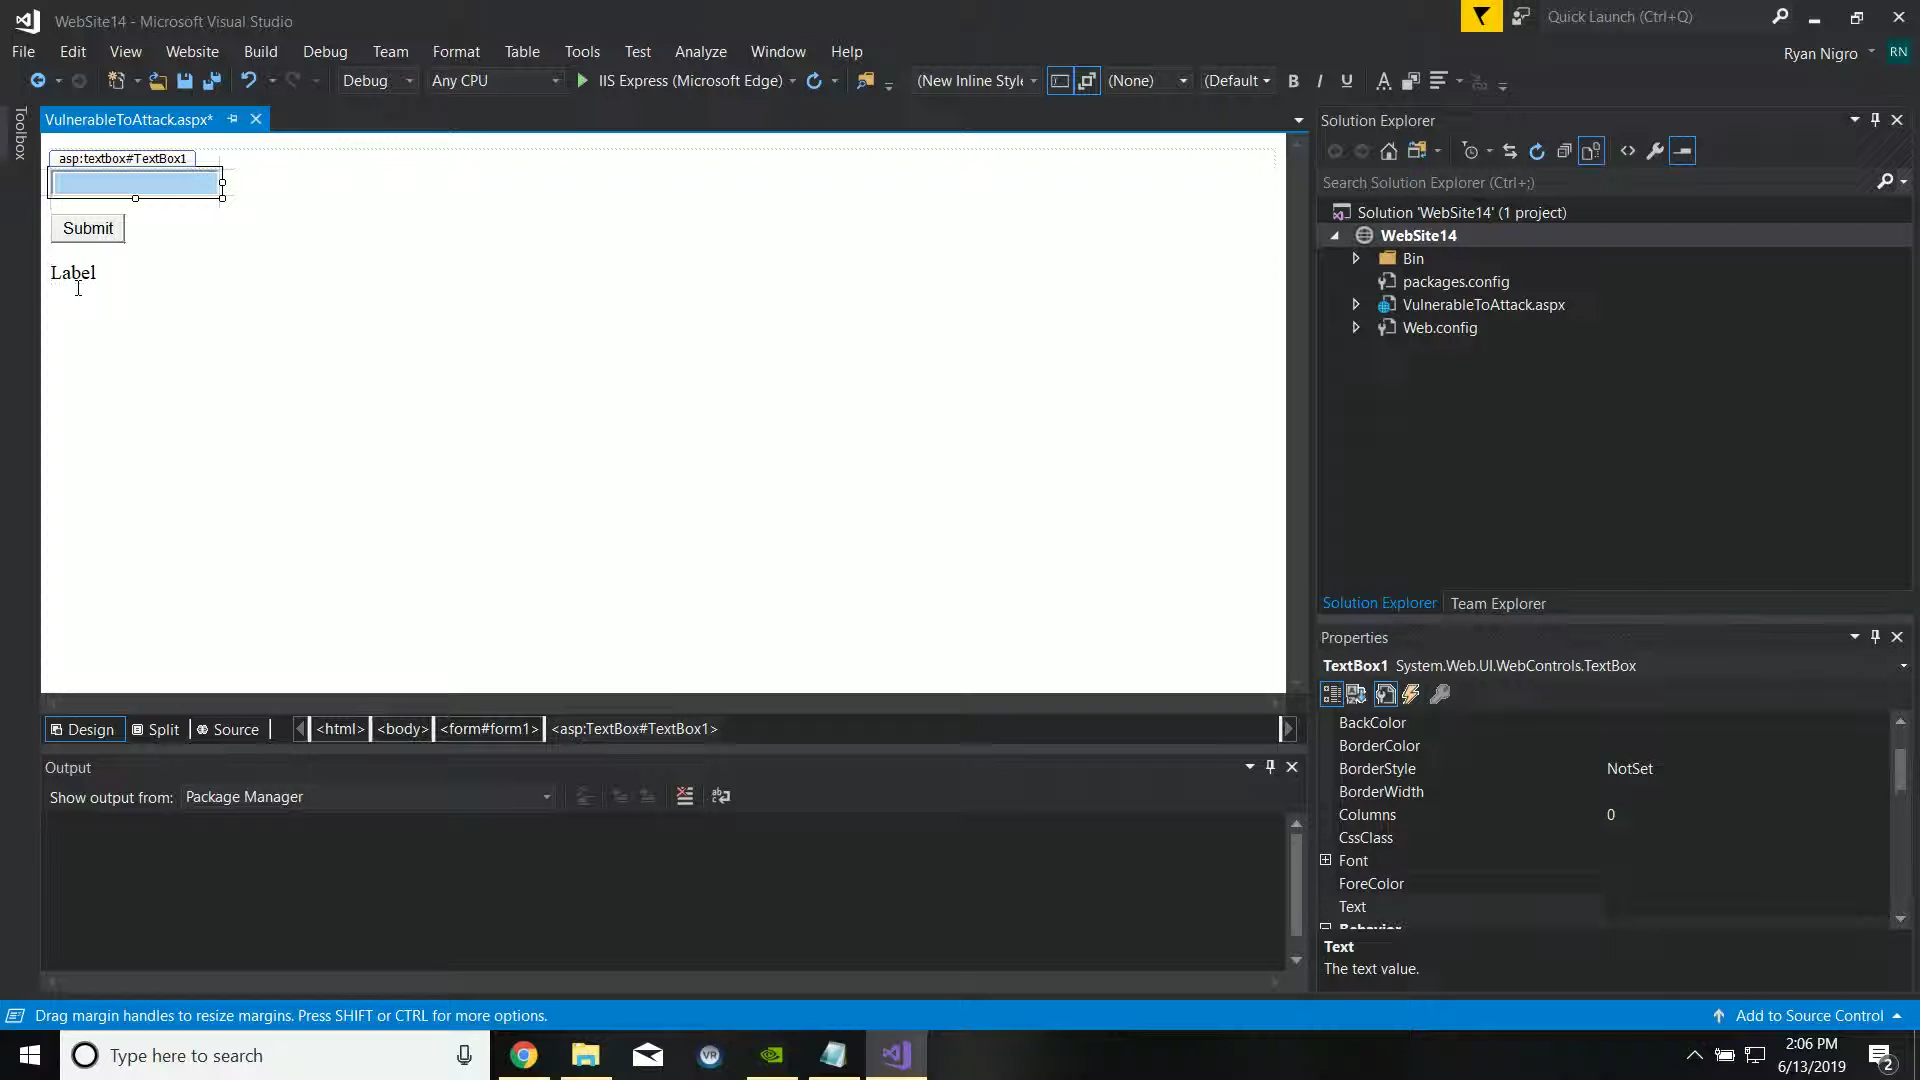 WebSite14 - Microsoft Visual Studio
Quick Launch (Ctrl+Q)
File Edit View Website Build Debug Team Format Table Tools Test Analyze Window Help
Ryan Nigro RN
Debug Any CPU IIS Express (Microsoft Edge) (New Inline Style (None) (Default B I U
Toolbox
VulnerableToAttack.aspx*
asp:textbox#TextBox1
Submit
Label
Solution Explorer
Search Solution Explorer (Ctrl+;)
Solution 'WebSite14' (1 project)
WebSite14
Bin
packages.config
VulnerableToAttack.aspx
Web.config
Solution Explorer Team Explorer
Properties
TextBox1 System.Web.UI.WebControls.TextBox
BackColor
BorderColor
BorderStyle NotSet
BorderWidth
Columns 0
CssClass
Font
ForeColor
Text
Behavior
Text
The text value.
Design Split Source <html> <body> <form#form1> <asp:TextBox#TextBox1>
Output
Show output from: Package Manager
Drag margin handles to resize margins. Press SHIFT or CTRL for more options.
Add to Source Control
Type here to search
VR
2:06 PM
6/13/2019
2